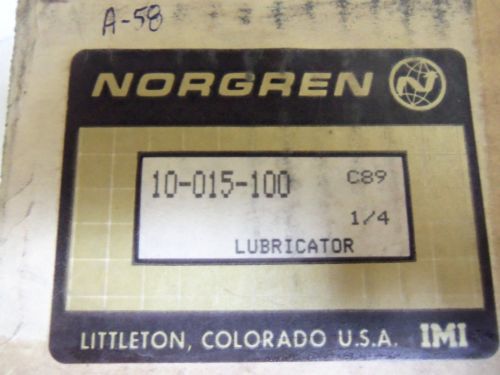 A-58
NORGREN
10-015-100 C89
1/4
LUBRICATOR
LITTLETON, COLORADO U.S.A. IMI